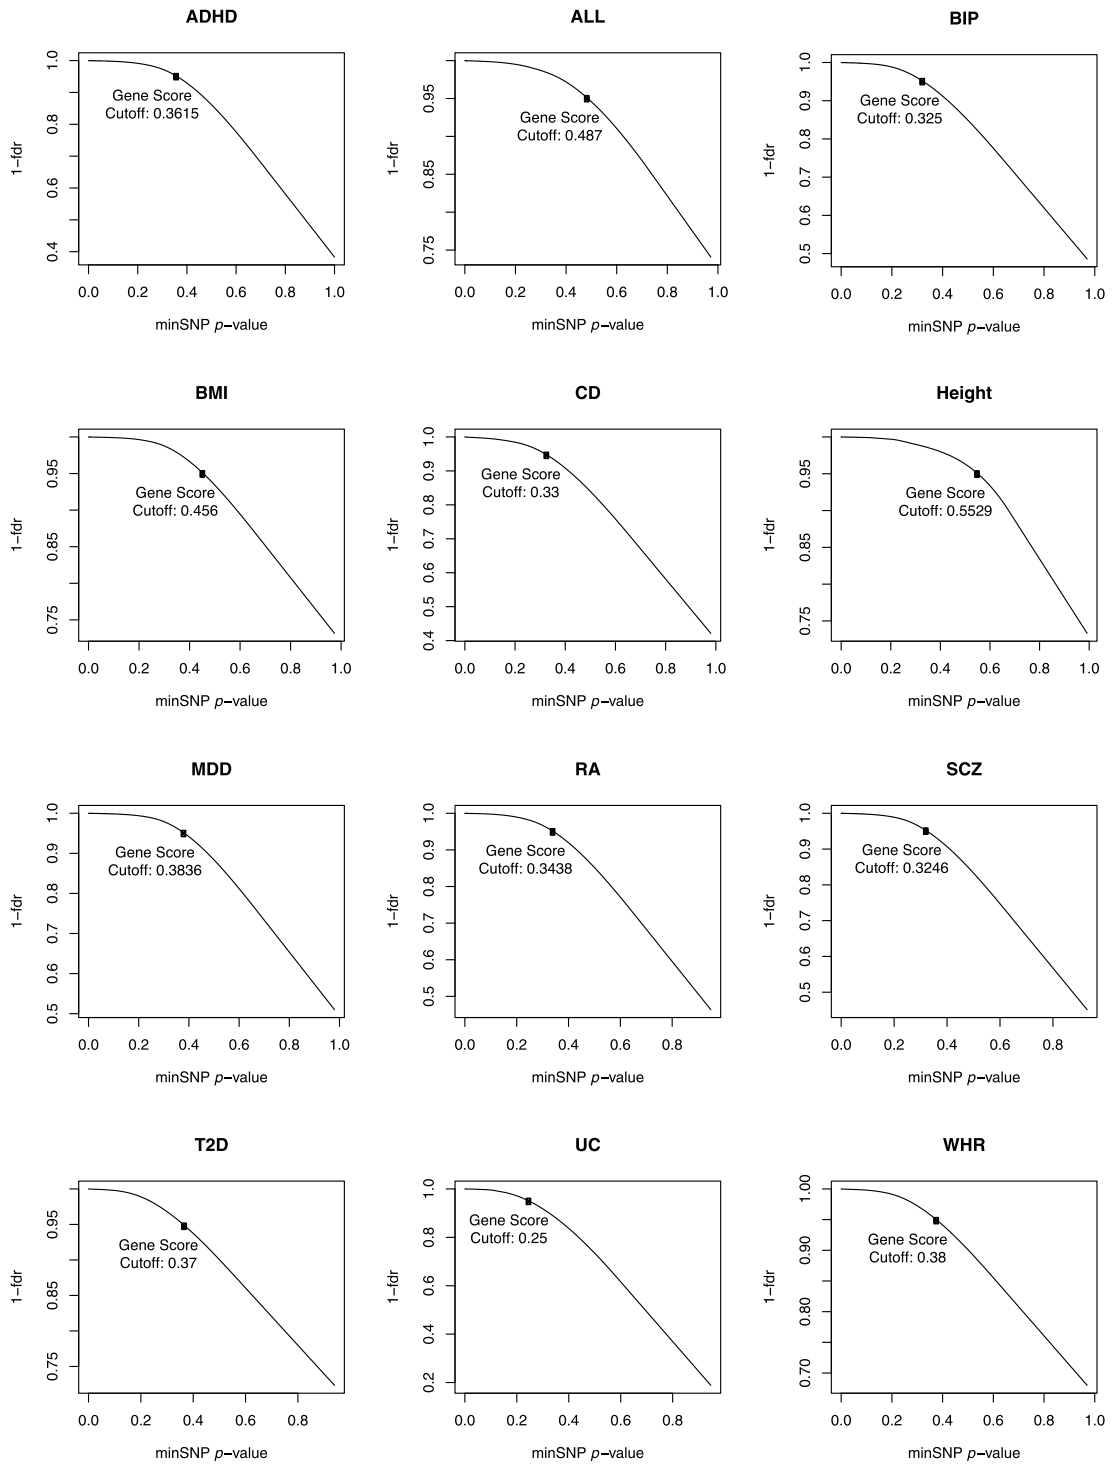 ADHD
1−fdr
1.0
0.8
0.6
0.4
Gene Score
Cutoff: 0.3615
0.0 0.2 0.4 0.6 0.8 1.0
minSNP p−value
ALL
1−fdr
0.95
0.85
0.75
Gene Score
Cutoff: 0.487
0.0 0.2 0.4 0.6 0.8 1.0
minSNP p−value
BIP
1−fdr
1.0
0.9
0.8
0.7
0.6
0.5
Gene Score
Cutoff: 0.325
0.0 0.2 0.4 0.6 0.8 1.0
minSNP p−value
BMI
1−fdr
0.95
0.85
0.75
Gene Score
Cutoff: 0.456
0.0 0.2 0.4 0.6 0.8 1.0
minSNP p−value
CD
1−fdr
1.0
0.9
0.8
0.7
0.6
0.5
0.4
Gene Score
Cutoff: 0.33
0.0 0.2 0.4 0.6 0.8 1.0
minSNP p−value
Height
1−fdr
0.95
0.85
0.75
Gene Score
Cutoff: 0.5529
0.0 0.2 0.4 0.6 0.8 1.0
minSNP p−value
MDD
1−fdr
1.0
0.9
0.8
0.7
0.6
0.5
Gene Score
Cutoff: 0.3836
0.0 0.2 0.4 0.6 0.8 1.0
minSNP p−value
RA
1−fdr
1.0
0.9
0.8
0.7
0.6
0.5
Gene Score
Cutoff: 0.3438
0.0 0.2 0.4 0.6 0.8
minSNP p−value
SCZ
1−fdr
1.0
0.9
0.8
0.7
0.6
0.5
Gene Score
Cutoff: 0.3246
0.0 0.2 0.4 0.6 0.8
minSNP p−value
T2D
1−fdr
0.95
0.85
0.75
Gene Score
Cutoff: 0.37
0.0 0.2 0.4 0.6 0.8
minSNP p−value
UC
1−fdr
1.0
0.8
0.6
0.4
0.2
Gene Score
Cutoff: 0.25
0.0 0.2 0.4 0.6 0.8
minSNP p−value
WHR
1−fdr
1.00
0.90
0.80
0.70
Gene Score
Cutoff: 0.38
0.0 0.2 0.4 0.6 0.8 1.0
minSNP p−value